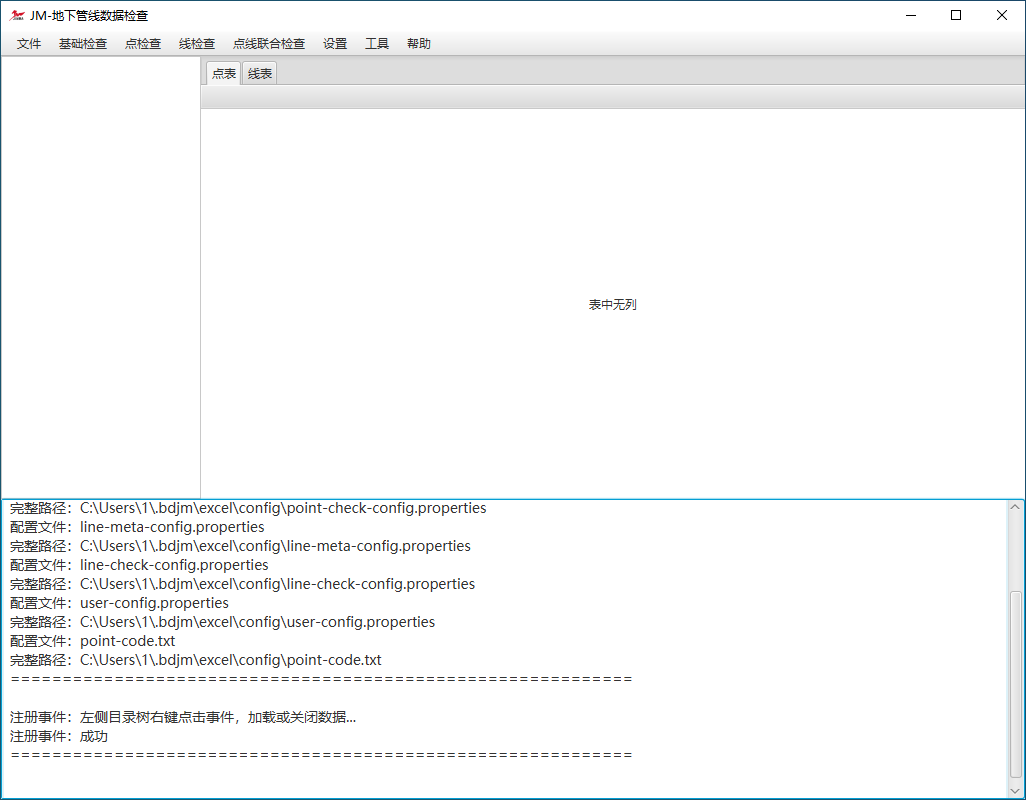 JM-地下管线数据检查
文件 基础检查 点检查 线检查 点线联合检查 设置 工具 帮助
点表 线表
表中无列
完整路径：C:\Users\1\.bdjm\excel\config\point-check-config.properties
配置文件：line-meta-config.properties
完整路径：C:\Users\1\.bdjm\excel\config\line-meta-config.properties
配置文件：line-check-config.properties
完整路径：C:\Users\1\.bdjm\excel\config\line-check-config.properties
配置文件：user-config.properties
完整路径：C:\Users\1\.bdjm\excel\config\user-config.properties
配置文件：point-code.txt
完整路径：C:\Users\1\.bdjm\excel\config\point-code.txt
============================================================
注册事件：左侧目录树右键点击事件，加载或关闭数据...
注册事件：成功
============================================================